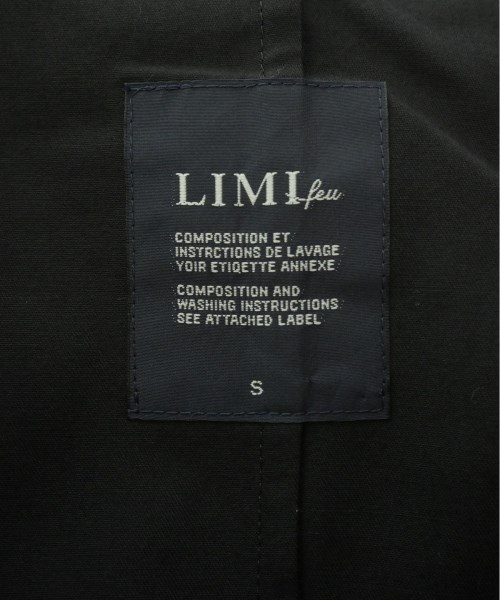 LIMI feu
COMPOSITION ET
INSTRCTIONS DE LAVAGE
YOIR ETIQETTE ANNEXE
COMPOSITION AND
WASHING INSTRUCTIONS
SEE ATTACHED LABEL
S